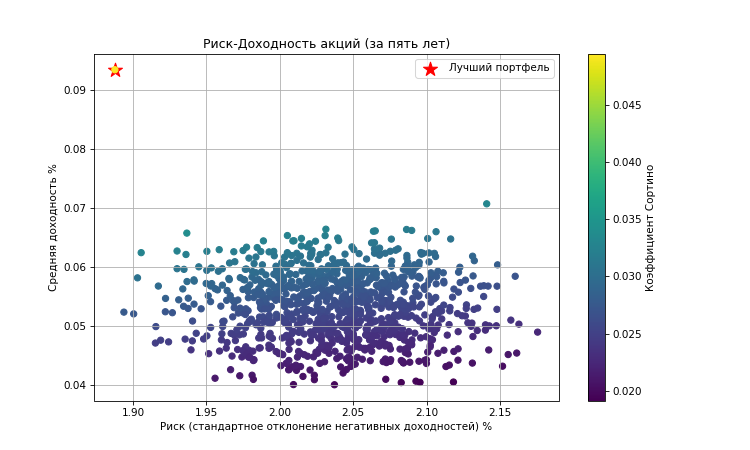 Риск-Доходность акций (за пять лет)
Лучший портфель
0.09
0.08
0.07
0.06
0.05
0.04
Средняя доходность %
1.90 1.95 2.00 2.05 2.10 2.15
Риск (стандартное отклонение негативных доходностей) %
0.045
0.040
0.035
0.030
0.025
0.020
Коэффициент Сортино